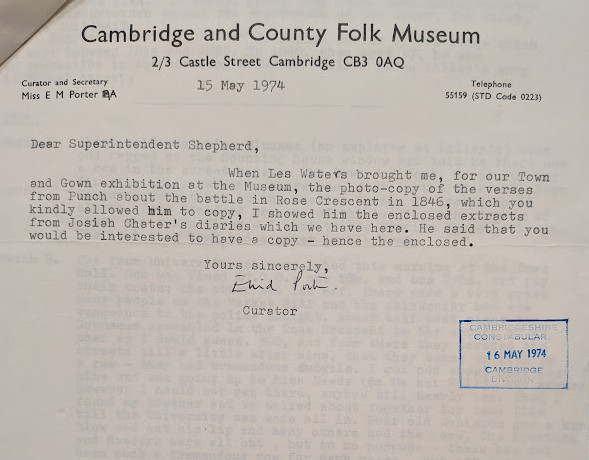 Cambridge and County Folk Museum
2/3 Castle Street Cambridge CB3 0AQ
Curator and Secretary
Miss E M Porter BA
15 May 1974
Telephone
55159 (STD Code 0223)
Dear Superintendent Shepherd,
When Les Waters brought me, for our Town
and Gown exhibition at the Museum, the photo-copy of the verses
from Punch about the battle in Rose Crescent in 1846, which you
kindly allowed him to copy, I showed him the enclosed extracts
from Josiah Chater's diaries which we have here. He said that you
would be interested to have a copy - hence the enclosed.
Yours sincerely,
Enid Porter.
Curator
CAMBRIDGESHIRE
CONSTABULAR
16 MAY 1974
CAMBRIDGE
DIVISION